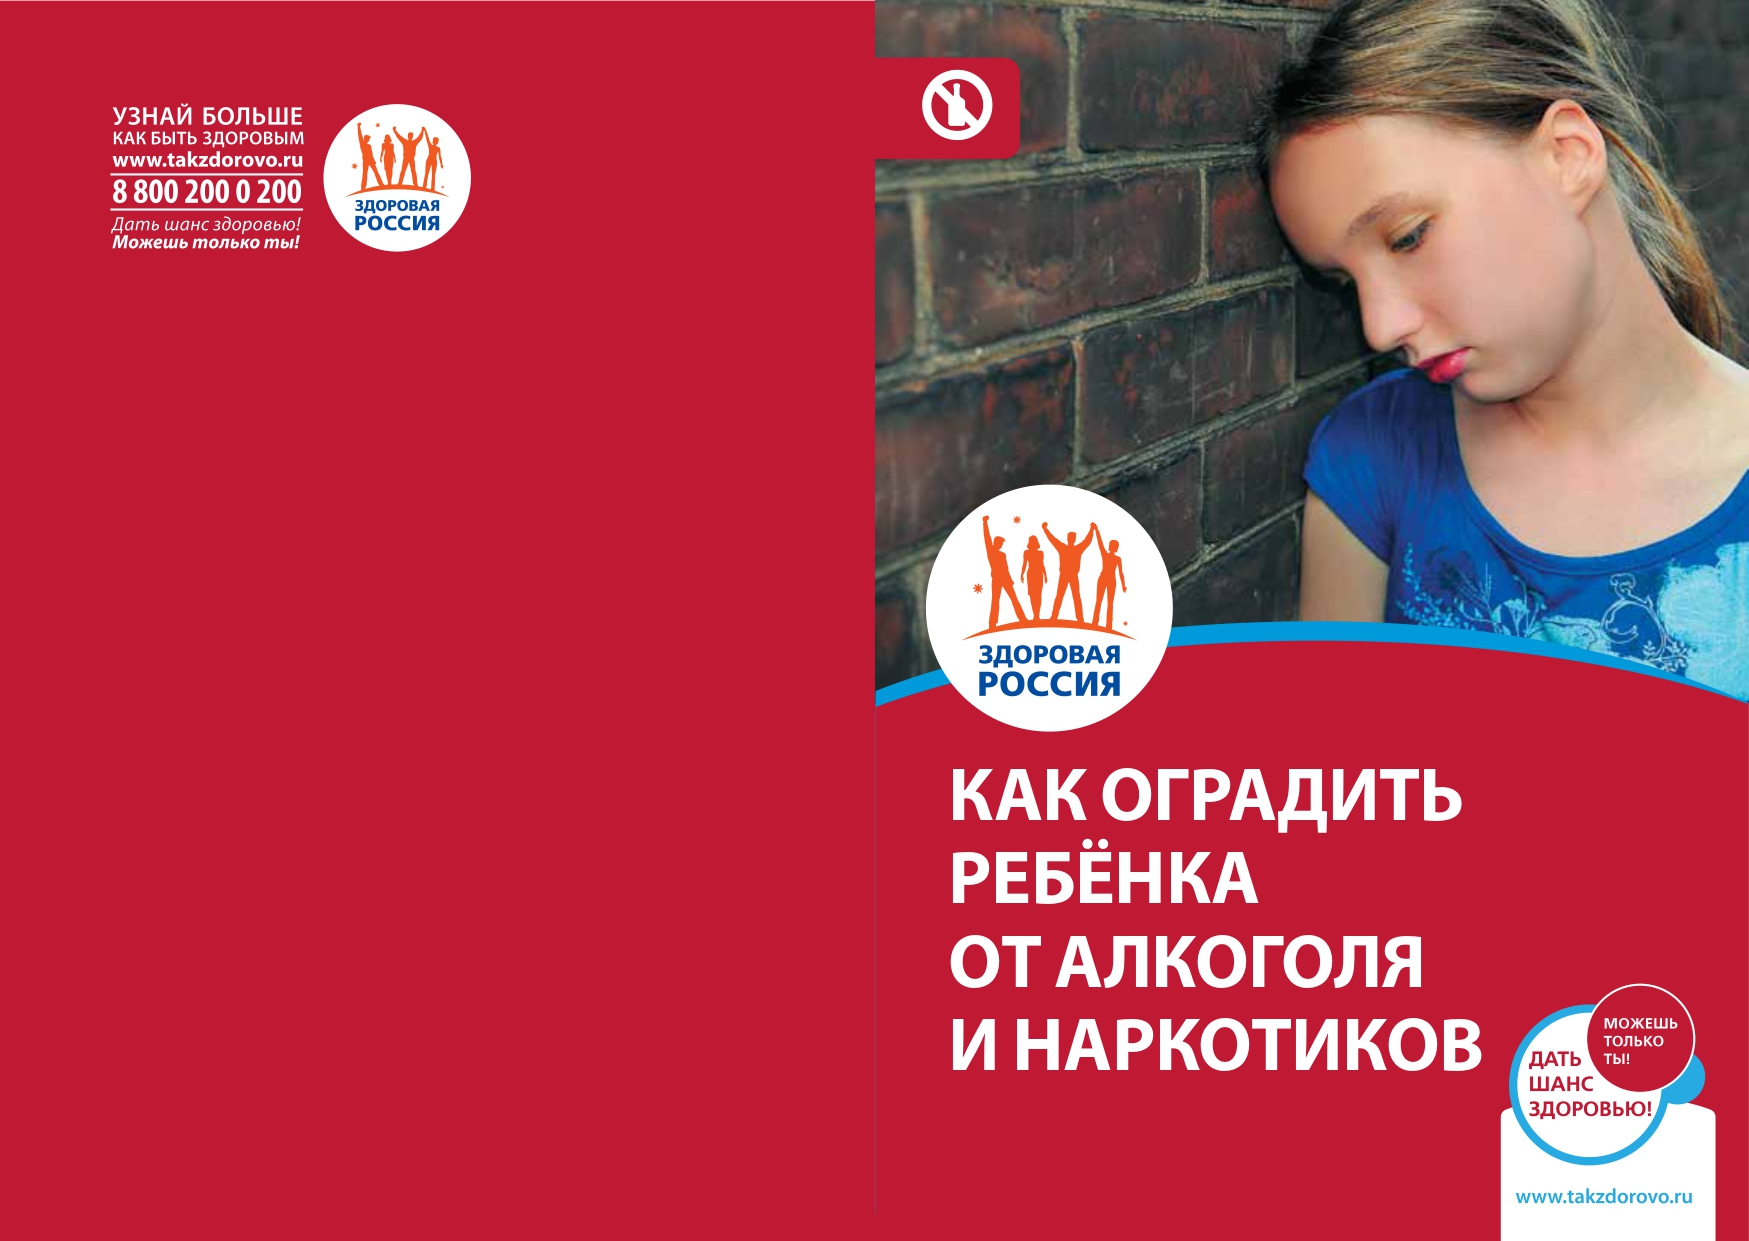 УЗНАЙ БОЛЬШЕ
КАК БЫТЬ ЗДОРОВЫМ
www.takzdorovo.ru
8 800 200 0 200
Дать шанс здоровью!
Можешь только ты!
ЗДОРОВАЯ
РОССИЯ
ЗДОРОВАЯ
РОССИЯ
КАК ОГРАДИТЬ
РЕБЁНКА
ОТ АЛКОГОЛЯ
И НАРКОТИКОВ
МОЖЕШЬ
ТОЛЬКО
ТЫ!
ДАТЬ
ШАНС
ЗДОРОВЬЮ!
www.takzdorovo.ru